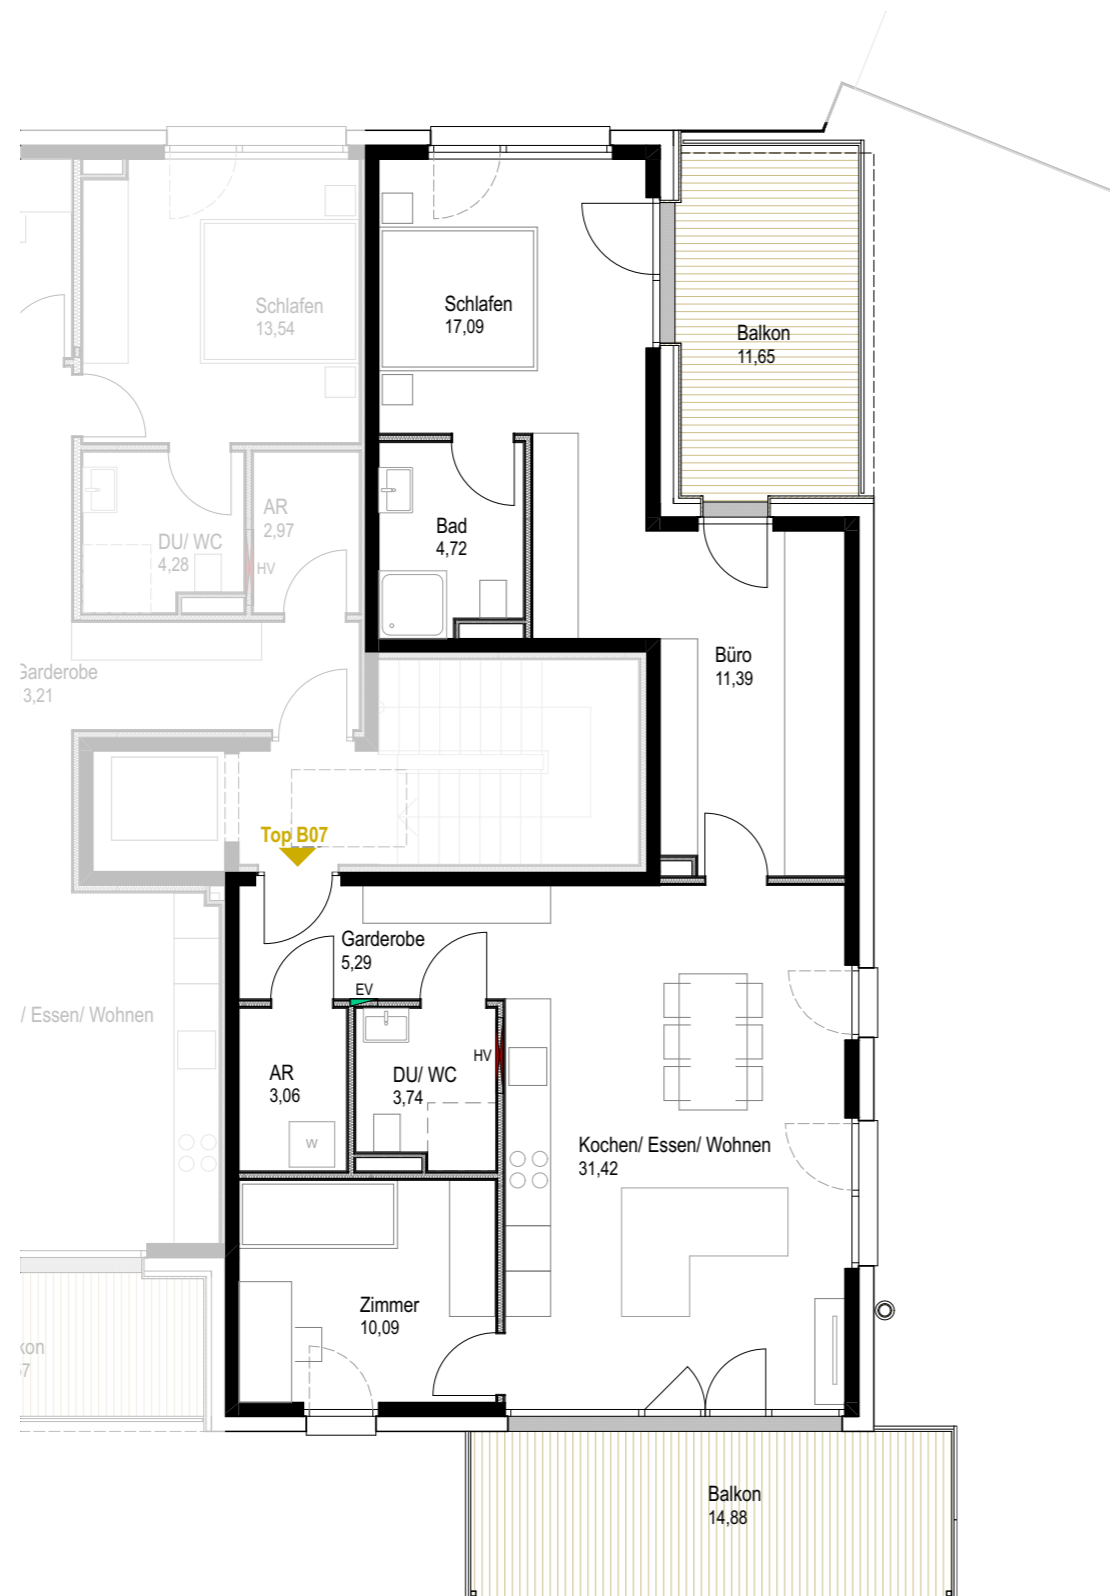 Schlafen
13,54
Schlafen
17,09
Balkon
11,65
AR
2,97
DU/ WC
4,28
HV
Bad
4,72
Garderobe
3,21
Büro
11,39
Top B07
Garderobe
5,29
EV
/ Essen/ Wohnen
HV
AR
3,06
DU/ WC
3,74
W
Kochen/ Essen/ Wohnen
31,42
Zimmer
10,09
kon
7
Balkon
14,88